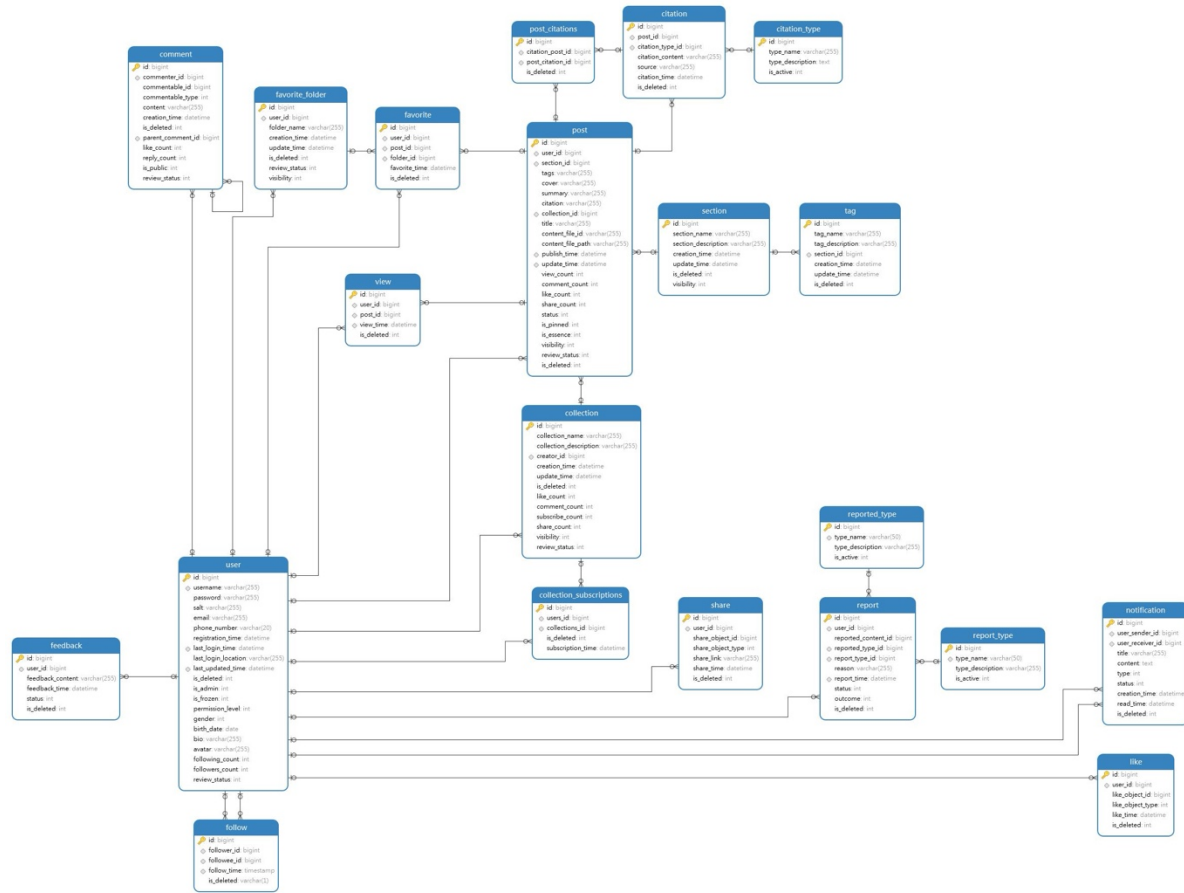 comment
id: bigint
commenter_id: bigint
commentable_id: bigint
commentable_type: int
content: varchar(255)
creation_time: datetime
is_deleted: int
parent_comment_id: bigint
like_count: int
reply_count: int
is_public: int
review_status: int
favorite_folder
id: bigint
user_id: bigint
folder_name: varchar(255)
creation_time: datetime
update_time: datetime
is_deleted: int
review_status: int
visibility: int
favorite
id: bigint
user_id: bigint
post_id: bigint
folder_id: bigint
favorite_time: datetime
is_deleted: int
post_citations
id: bigint
citation_post_id: bigint
post_citation_id: bigint
is_deleted: int
citation
id: bigint
post_id: bigint
citation_type_id: bigint
citation_content: varchar(255)
source: varchar(255)
citation_time: datetime
is_deleted: int
citation_type
id: bigint
type_name: varchar(255)
type_description: text
is_active: int
post
id: bigint
user_id: bigint
section_id: bigint
tags: varchar(255)
cover: varchar(255)
summary: varchar(255)
citation: varchar(255)
collection_id: bigint
title: varchar(255)
content_file_id: varchar(255)
content_file_path: varchar(255)
publish_time: datetime
update_time: datetime
view_count: int
comment_count: int
like_count: int
share_count: int
status: int
is_pinned: int
is_essence: int
visibility: int
review_status: int
is_deleted: int
section
id: bigint
section_name: varchar(255)
section_description: varchar(255)
creation_time: datetime
update_time: datetime
is_deleted: int
visibility: int
tag
id: bigint
tag_name: varchar(255)
tag_description: varchar(255)
section_id: bigint
creation_time: datetime
update_time: datetime
is_deleted: int
view
id: bigint
user_id: bigint
post_id: bigint
view_time: datetime
is_deleted: int
collection
id: bigint
collection_name: varchar(255)
collection_description: varchar(255)
creator_id: bigint
creation_time: datetime
update_time: datetime
is_deleted: int
like_count: int
comment_count: int
subscribe_count: int
share_count: int
visibility: int
review_status: int
reported_type
id: bigint
type_name: varchar(50)
type_description: varchar(255)
is_active: int
user
id: bigint
username: varchar(255)
password: varchar(255)
salt: varchar(255)
email: varchar(255)
phone_number: varchar(20)
registration_time: datetime
last_login_time: datetime
last_login_location: varchar(255)
last_updated_time: datetime
is_deleted: int
is_admin: int
is_frozen: int
permission_level: int
gender: int
birth_date: date
bio: varchar(255)
avatar: varchar(255)
following_count: int
followers_count: int
review_status: int
collection_subscriptions
id: bigint
users_id: bigint
collections_id: bigint
is_deleted: int
subscription_time: datetime
share
id: bigint
user_id: bigint
share_object_id: bigint
share_object_type: int
share_link: varchar(255)
share_time: datetime
is_deleted: int
report
id: bigint
user_id: bigint
reported_content_id: bigint
reported_type_id: bigint
report_type_id: bigint
reason: varchar(255)
report_time: datetime
status: int
outcome: int
is_deleted: int
report_type
id: bigint
type_name: varchar(50)
type_description: varchar(255)
is_active: int
notification
id: bigint
user_sender_id: bigint
user_receiver_id: bigint
title: varchar(255)
content: text
type: int
status: int
creation_time: datetime
read_time: datetime
is_deleted: int
feedback
id: bigint
user_id: bigint
feedback_content: varchar(255)
feedback_time: datetime
status: int
is_deleted: int
like
id: bigint
user_id: bigint
like_object_id: bigint
like_object_type: int
like_time: datetime
is_deleted: int
follow
id: bigint
follower_id: bigint
followee_id: bigint
follow_time: timestamp
is_deleted: varchar(1)